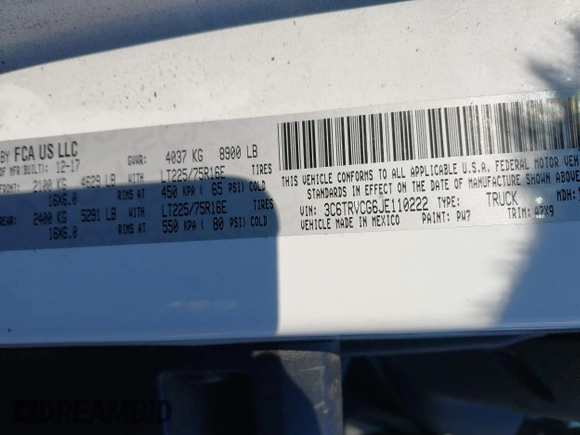 BY FCA US LLC
OF MFR(BUILT): 12-17 GVWR: 4037 KG 8900 LB
FRONT: 2100 KG 4629 LB LT225/75R16E TIRES
16X6.0 RIMS AT 450 KPA ( 65 PSI) COLD
REAR: 2400 KG 5291 LB LT225/75R16E TIRES
16X6.0 RIMS AT 550 KPA ( 80 PSI) COLD
THIS VEHICLE CONFORMS TO ALL APPLICABLE U.S.A. FEDERAL MOTOR
STANDARDS IN EFFECT ON THE DATE OF MANUFACTURE SHOWN ABOVE
VIN: 3C6TRVCG6JE110222 TYPE: TRUCK MDH:
VEHICLE MADE IN MEXICO PAINT: PW7 TRIM: A7X9
DREAMBID